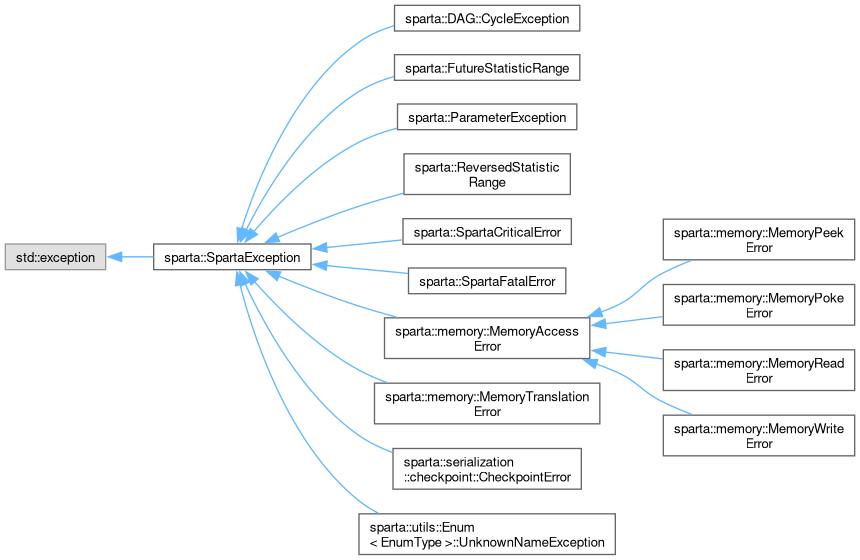 std::exception
sparta::SpartaException
sparta::DAG::CycleException
sparta::FutureStatisticRange
sparta::ParameterException
sparta::ReversedStatistic
Range
sparta::SpartaCriticalError
sparta::SpartaFatalError
sparta::memory::MemoryAccess
Error
sparta::memory::MemoryTranslation
Error
sparta::serialization
::checkpoint::CheckpointError
sparta::utils::Enum
< EnumType >::UnknownNameException
sparta::memory::MemoryPeek
Error
sparta::memory::MemoryPoke
Error
sparta::memory::MemoryRead
Error
sparta::memory::MemoryWrite
Error